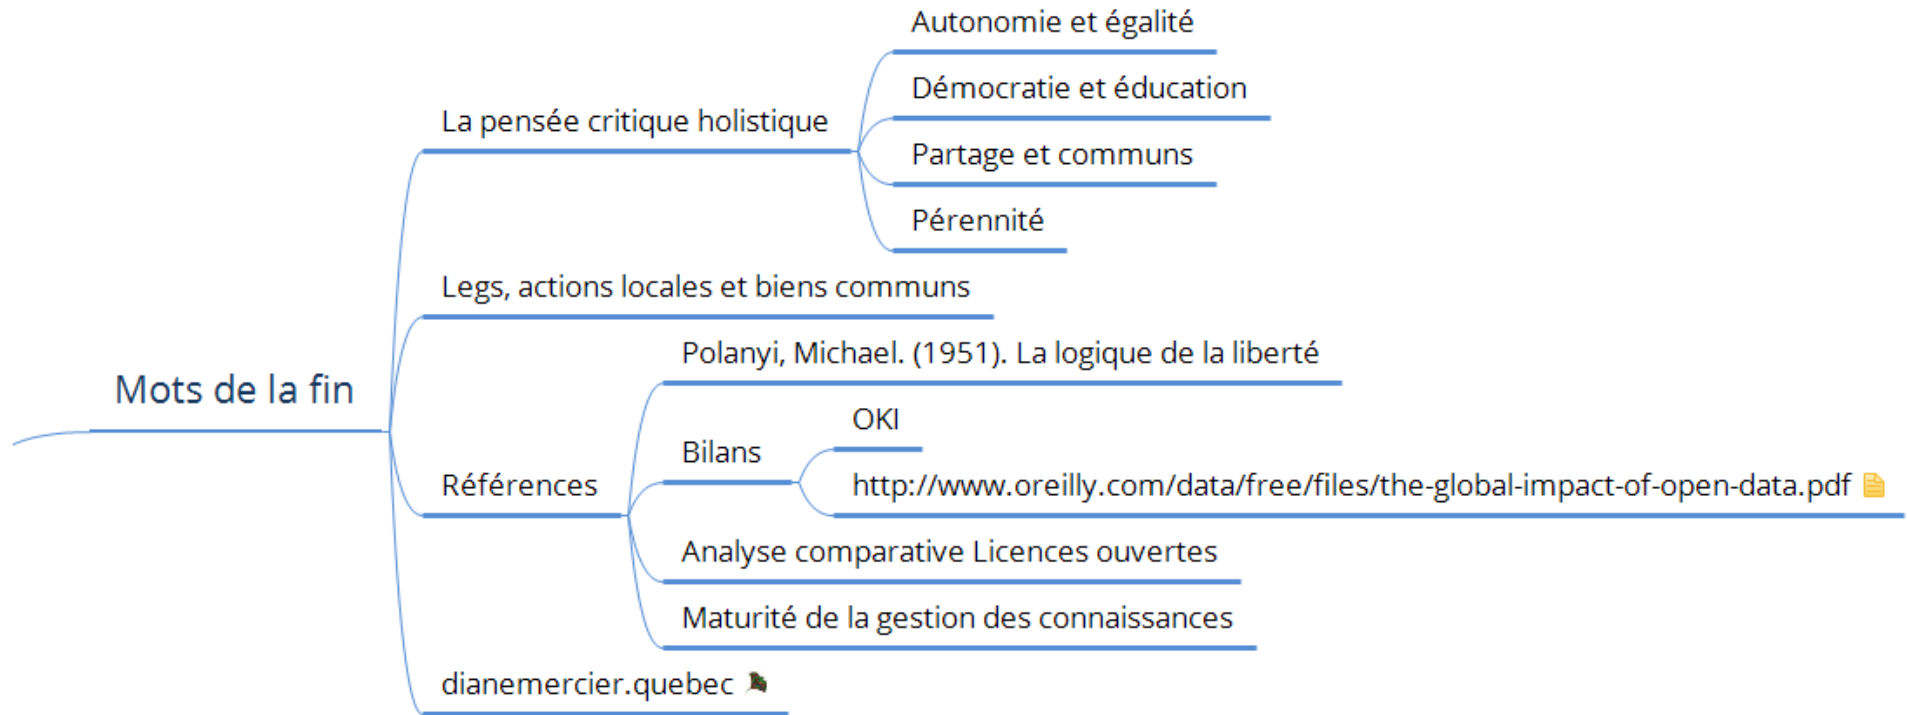 Mots de la fin
La pensée critique holistique
Autonomie et égalité
Démocratie et éducation
Partage et communs
Pérennité
Legs, actions locales et biens communs
Références
Polanyi, Michael. (1951). La logique de la liberté
Bilans
OKI
http://www.oreilly.com/data/free/files/the-global-impact-of-open-data.pdf
Analyse comparative Licences ouvertes
Maturité de la gestion des connaissances
dianemercier.quebec